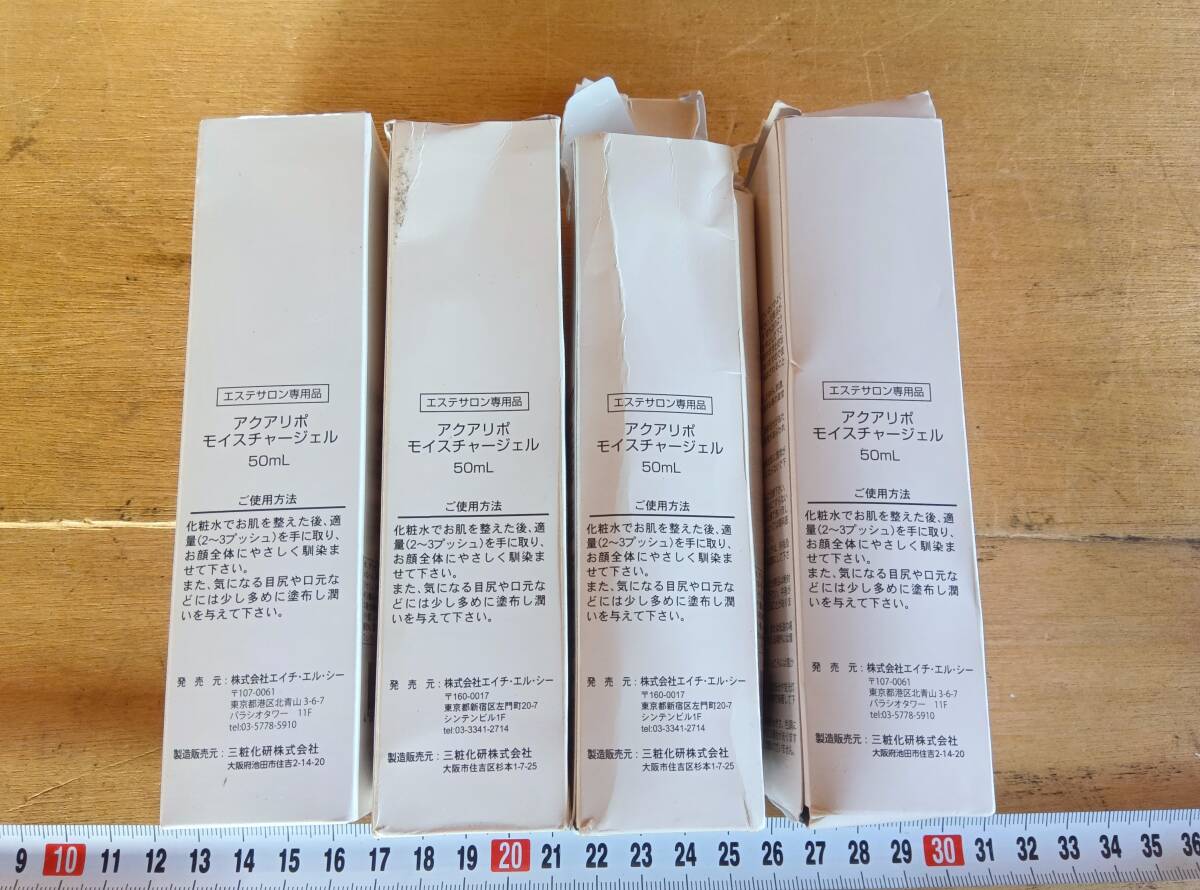 エステサロン専用品
アクアリポ
モイスチャージェル
50mL
ご使用方法
化粧水でお肌を整えた後、適
量(2〜3プッシュ)を手に取り、
お顔全体にやさしく馴染ま
せて下さい。
また、気になる目尻や口元な
どには少し多めに塗布し潤
いを与えて下さい。
発 売 元：株式会社エイチ・エル・シー
〒107-0061
東京都港区北青山 3-6-7
パラシオタワー 11F
tel:03-5778-5910
製造販売元：三粧化研株式会社
大阪府池田市住吉2-14-20
エステサロン専用品
アクアリポ
モイスチャージェル
50mL
ご使用方法
化粧水でお肌を整えた後、適
量(2〜3プッシュ)を手に取り、
お顔全体にやさしく馴染ま
せて下さい。
また、気になる目尻や口元な
どには少し多めに塗布し潤
いを与えて下さい。
発 売 元：株式会社エイチ・エル・シー
〒160-0017
東京都新宿区左門町20-7
シンテンビル1F
tel:03-3341-2714
製造販売元：三粧化研株式会社
大阪市住吉区杉本1-7-25
エステサロン専用品
アクアリポ
モイスチャージェル
50mL
ご使用方法
化粧水でお肌を整えた後、適
量(2〜3プッシュ)を手に取り、
お顔全体にやさしく馴染ま
せて下さい。
また、気になる目尻や口元な
どには少し多めに塗布し潤
いを与えて下さい。
発 売 元：株式会社エイチ・エル・シー
〒160-0017
東京都新宿区左門町20-7
シンテンビル1F
tel:03-3341-2714
製造販売元：三粧化研株式会社
大阪市住吉区杉本1-7-25
エステサロン専用品
アクアリポ
モイスチャージェル
50mL
ご使用方法
化粧水でお肌を整えた後、適
量(2〜3プッシュ)を手に取り、
お顔全体にやさしく馴染ま
せて下さい。
また、気になる目尻や口元な
どには少し多めに塗布し潤
いを与えて下さい。
発 売 元：株式会社エイチ・エル・シー
〒107-0061
東京都港区北青山3-6-7
パラシオタワー 11F
tel:03-5778-5910
製造販売元：三粧化研株式会社
大阪府池田市住吉2-14-20
9 10 11 12 13 14 15 16 17 18 19 20 21 22 23 24 25 26 27 28 29 30 31 32 33 34 35 36